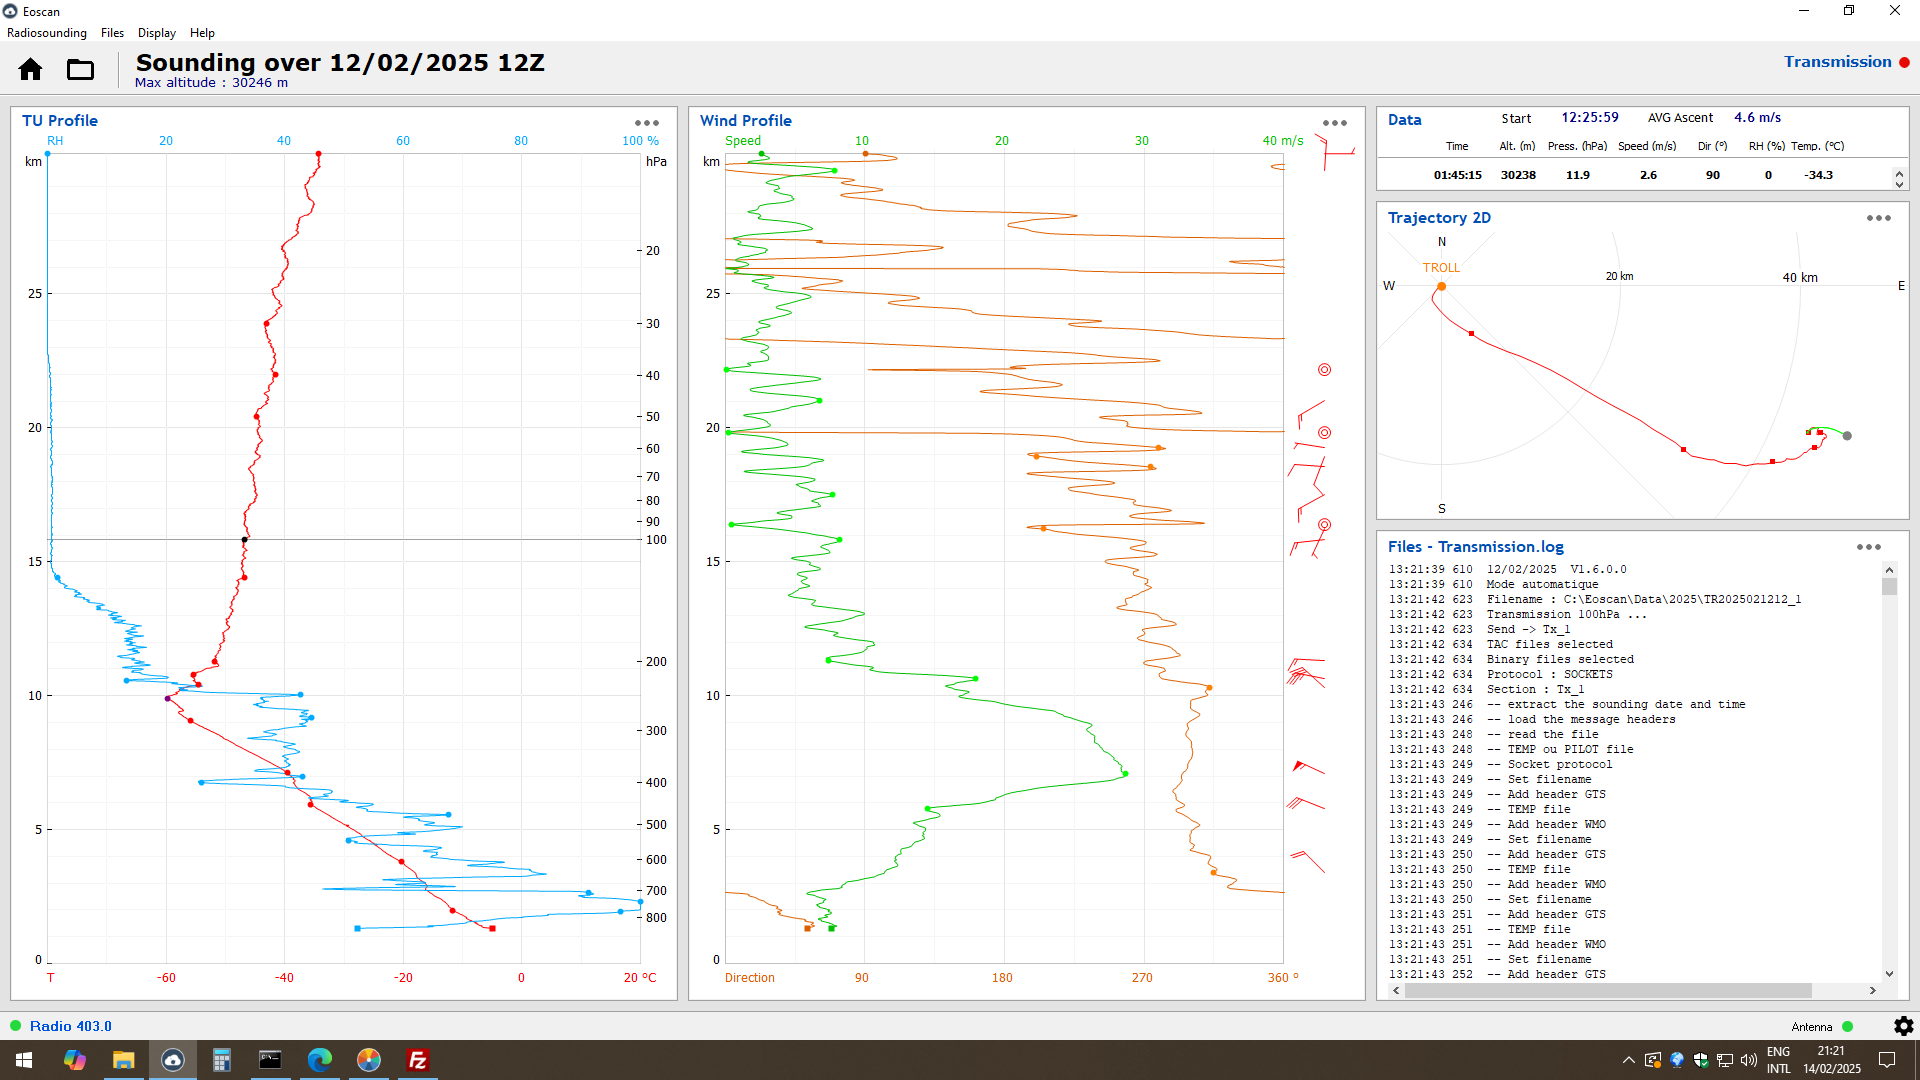 Eoscan
Radiosounding Files Display Help
Sounding over 12/02/2025 12Z
Max altitude : 30246 m
Transmission
TU Profile
RH 20 40 60 80 100 %
km hPa
20
25
30
40
50
20
60
70
80
90
100
15
200
10
300
400
5
500
600
700
800
0
T -60 -40 -20 0 20 °C
Wind Profile
Speed 10 20 30 40 m/s
km
25
20
15
10
5
0
Direction 90 180 270 360 °
Data Start 12:25:59 AVG Ascent 4.6 m/s
Time Alt. (m) Press. (hPa) Speed (m/s) Dir (°) RH (%) Temp. (°C)
01:45:15 30238 11.9 2.6 90 0 -34.3
Trajectory 2D
N
TROLL
20 km
40 km
W E
S
Files - Transmission.log
13:21:39 610 12/02/2025 V1.6.0.0
13:21:39 610 Mode automatique
13:21:42 623 Filename : C:\Eoscan\Data\2025\TR2025021212_1
13:21:42 623 Transmission 100hPa ...
13:21:42 623 Send -> Tx_1
13:21:42 634 TAC files selected
13:21:42 634 Binary files selected
13:21:42 634 Protocol : SOCKETS
13:21:42 634 Section : Tx_1
13:21:43 246 -- extract the sounding date and time
13:21:43 246 -- load the message headers
13:21:43 248 -- read the file
13:21:43 248 -- TEMP ou PILOT file
13:21:43 249 -- Socket protocol
13:21:43 249 -- Set filename
13:21:43 249 -- Add header GTS
13:21:43 249 -- TEMP file
13:21:43 249 -- Add header WMO
13:21:43 249 -- Set filename
13:21:43 250 -- Add header GTS
13:21:43 250 -- TEMP file
13:21:43 250 -- Add header WMO
13:21:43 250 -- Set filename
13:21:43 251 -- Add header GTS
13:21:43 251 -- TEMP file
13:21:43 251 -- Add header WMO
13:21:43 251 -- Set filename
13:21:43 252 -- Add header GTS
Radio 403.0
Antenna
Fz
ENG
INTL
21:21
14/02/2025